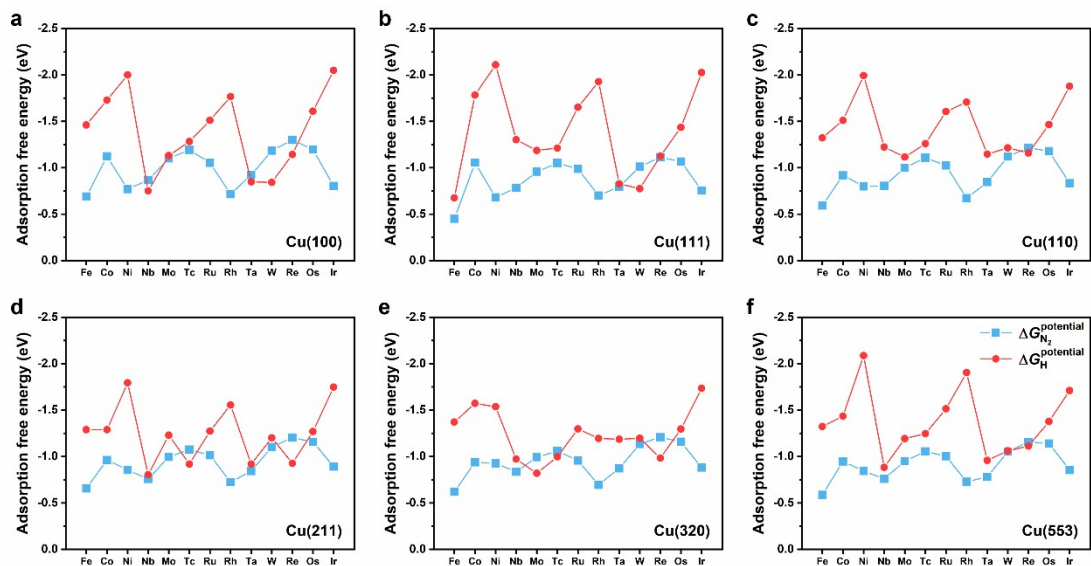 a
Adsorption free energy (eV)
-2.5
-2.0
-1.5
-1.0
-0.5
0.0
Cu(100)
Fe Co Ni Nb Mo Tc Ru Rh Ta W Re Os Ir
b
Adsorption free energy (eV)
-2.5
-2.0
-1.5
-1.0
-0.5
0.0
Cu(111)
Fe Co Ni Nb Mo Tc Ru Rh Ta W Re Os Ir
c
Adsorption free energy (eV)
-2.5
-2.0
-1.5
-1.0
-0.5
0.0
Cu(110)
Fe Co Ni Nb Mo Tc Ru Rh Ta W Re Os Ir
d
Adsorption free energy (eV)
-2.5
-2.0
-1.5
-1.0
-0.5
0.0
Cu(211)
Fe Co Ni Nb Mo Tc Ru Rh Ta W Re Os Ir
e
Adsorption free energy (eV)
-2.5
-2.0
-1.5
-1.0
-0.5
0.0
Cu(320)
Fe Co Ni Nb Mo Tc Ru Rh Ta W Re Os Ir
f
Adsorption free energy (eV)
-2.5
-2.0
-1.5
-1.0
-0.5
0.0
ΔG_{N_2}^{potential}
ΔG_H^{potential}
Cu(553)
Fe Co Ni Nb Mo Tc Ru Rh Ta W Re Os Ir